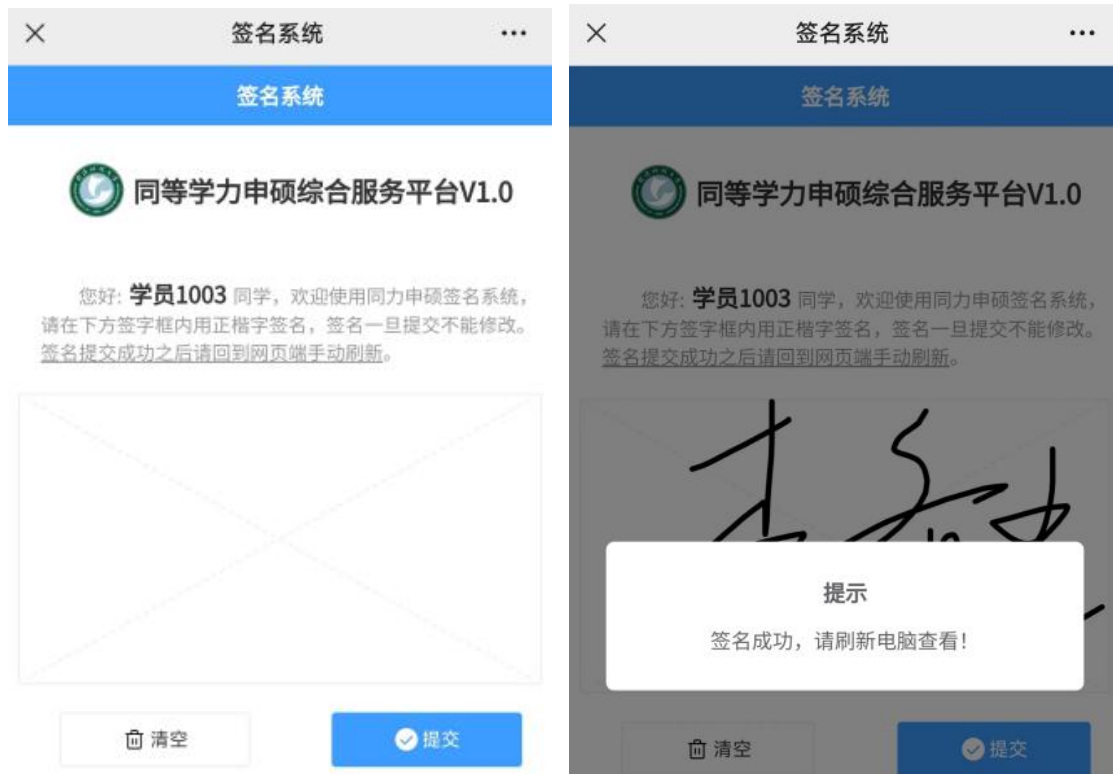 签名系统
签名系统
同等学力申硕综合服务平台V1.0
您好: 学员1003 同学，欢迎使用同力申硕签名系统，
请在下方签字框内用正楷字签名，签名一旦提交不能修改。
签名提交成功之后请回到网页端手动刷新。
清空
提交
签名系统
签名系统
同等学力申硕综合服务平台V1.0
您好: 学员1003 同学，欢迎使用同力申硕签名系统，
请在下方签字框内用正楷字签名，签名一旦提交不能修改。
签名提交成功之后请回到网页端手动刷新。
提示
签名成功，请刷新电脑查看！
清空
提交